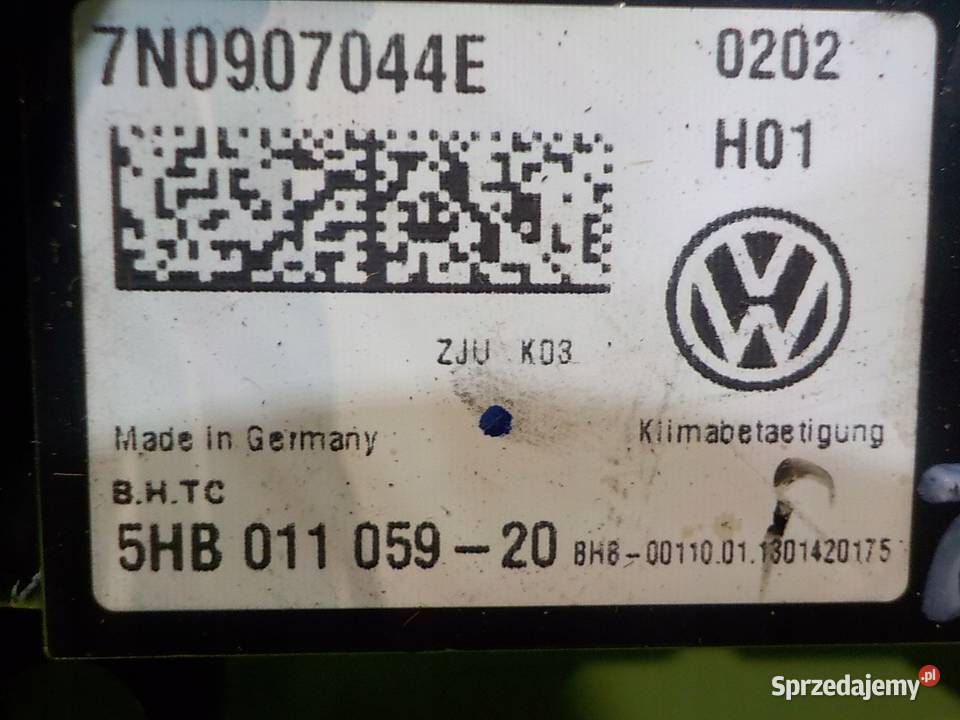 7N0907044E 0202
H01
ZJU K03
Made in Germany Klimabetaetigung
B.H.TC
5HB 011 059-20 BHB-00110.01.1301420175
Sprzedajemy.pl